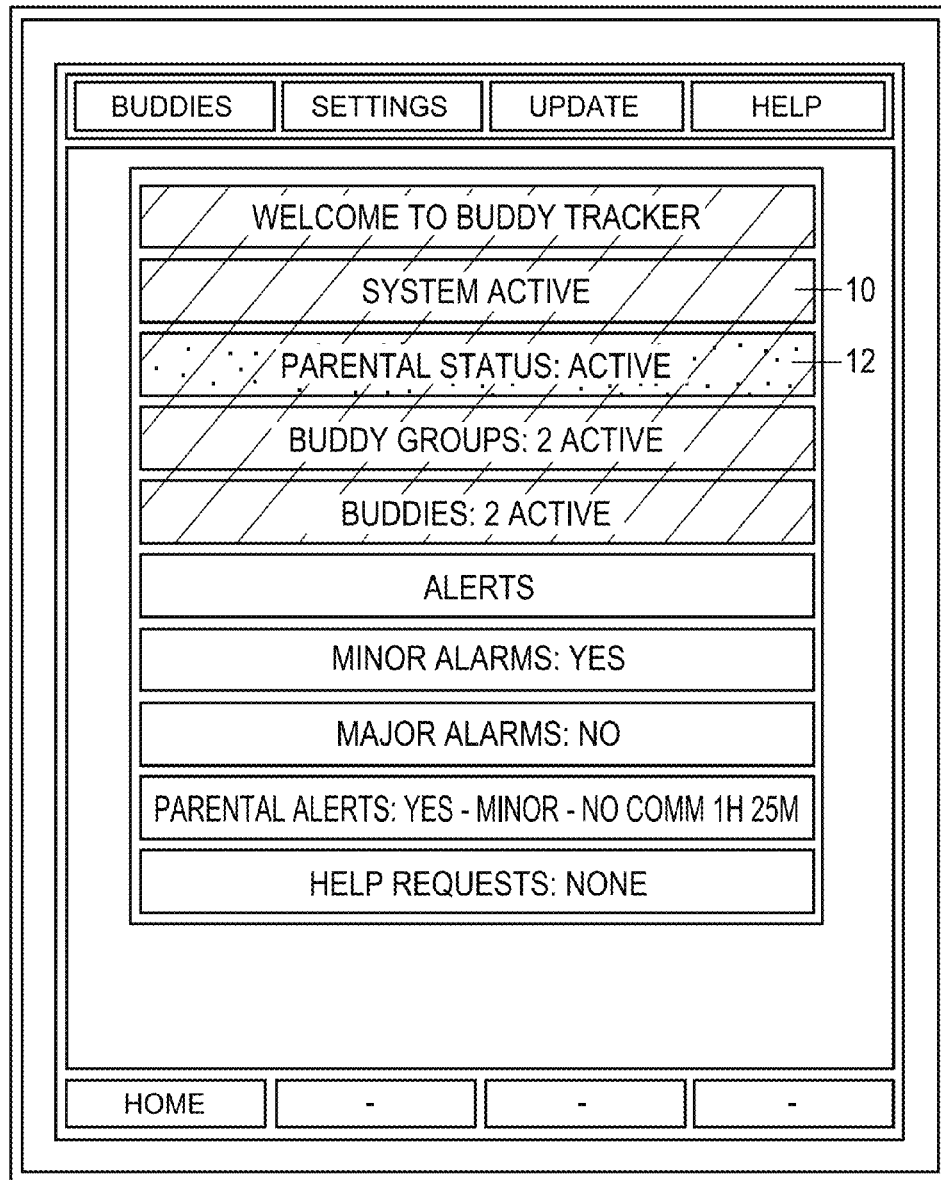 BUDDIES SETTINGS UPDATE HELP
WELCOME TO BUDDY TRACKER
SYSTEM ACTIVE 10
PARENTAL STATUS: ACTIVE 12
BUDDY GROUPS: 2 ACTIVE
BUDDIES: 2 ACTIVE
ALERTS
MINOR ALARMS: YES
MAJOR ALARMS: NO
PARENTAL ALERTS: YES - MINOR - NO COMM 1H 25M
HELP REQUESTS: NONE
HOME - - -